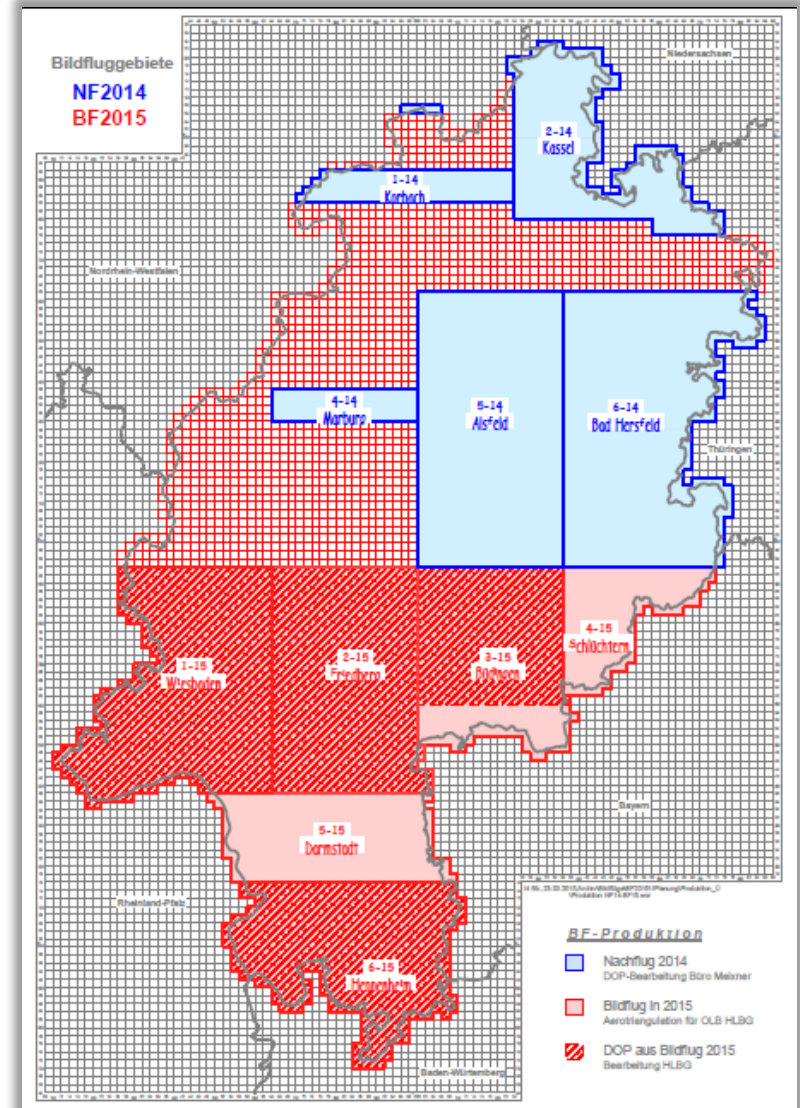 Bildfluggebiete
NF2014
BF2015
Niedersachsen
2-14
Kassel
1-14
Korbach
Nordrhein-Westfalen
4-14
Marburg
5-14
Alsfeld
6-14
Bad Hersfeld
Thüringen
4-15
Schlüchtern
1-15
Wiesbaden
2-15
Friedberg
3-15
Büdingen
Bayern
5-15
Darmstadt
Rheinland-Pfalz
6-15
Heppenheim
Baden-Würtemberg
BF-Produktion
Nachflug 2014
DOP-Bearbeitung Büro Meixner
Bildflug in 2015
Aerotriangulation für OLB HLBG
DOP aus Bildflug 2015
Bearbeitung HLBG